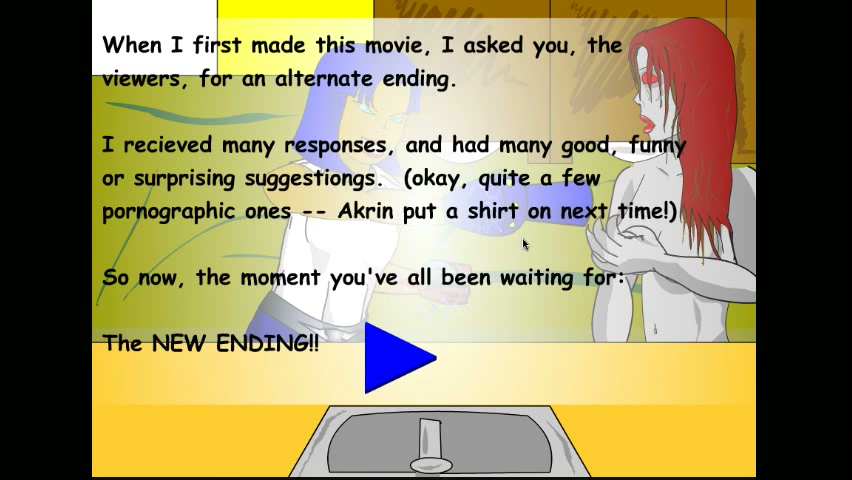 When I first made this movie, I asked you, the
viewers, for an alternate ending.
I recieved many responses, and had many good, funny
or surprising suggestiongs. (okay, quite a few
pornographic ones -- Akrin put a shirt on next time!)
So now, the moment you've all been waiting for:
The NEW ENDING!!